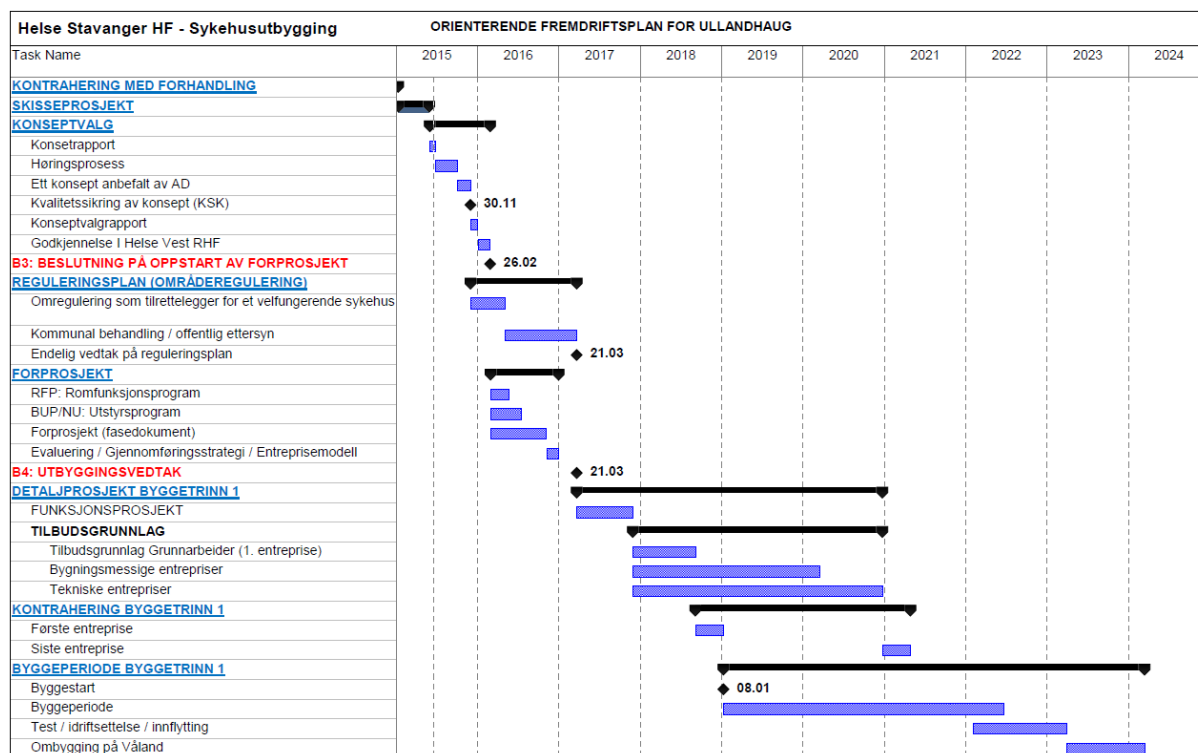 Helse Stavanger HF - Sykehusutbygging
ORIENTERENDE FREMDRIFTSPLAN FOR ULLANDHAUG
Task Name 2015 2016 2017 2018 2019 2020 2021 2022 2023 2024
KONTRAHERING MED FORHANDLING
SKISSEPROSJEKT
KONSEPTVALG
Konsetrapport
Høringsprosess
Ett konsept anbefalt av AD
Kvalitetssikring av konsept (KSK) 30.11
Konseptvalgrapport
Godkjennelse I Helse Vest RHF
B3: BESLUTNING PÅ OPPSTART AV FORPROSJEKT 26.02
REGULERINGSPLAN (OMRÅDEREGULERING)
Omregulering som tilrettelegger for et velfungerende sykehus
Kommunal behandling / offentlig ettersyn
Endelig vedtak på reguleringsplan 21.03
FORPROSJEKT
RFP: Romfunksjonsprogram
BUP/NU: Utstyrsprogram
Forprosjekt (fasedokument)
Evaluering / Gjennomføringsstrategi / Entreprisemodell
B4: UTBYGGINGSVEDTAK 21.03
DETALJPROSJEKT BYGGETRINN 1
FUNKSJONSPROSJEKT
TILBUDSGRUNNLAG
Tilbudsgrunnlag Grunnarbeider (1. entreprise)
Bygningsmessige entrepriser
Tekniske entrepriser
KONTRAHERING BYGGETRINN 1
Første entreprise
Siste entreprise
BYGGEPERIODE BYGGETRINN 1
Byggestart 08.01
Byggeperiode
Test / idriftsettelse / innflytting
Ombygging på Våland